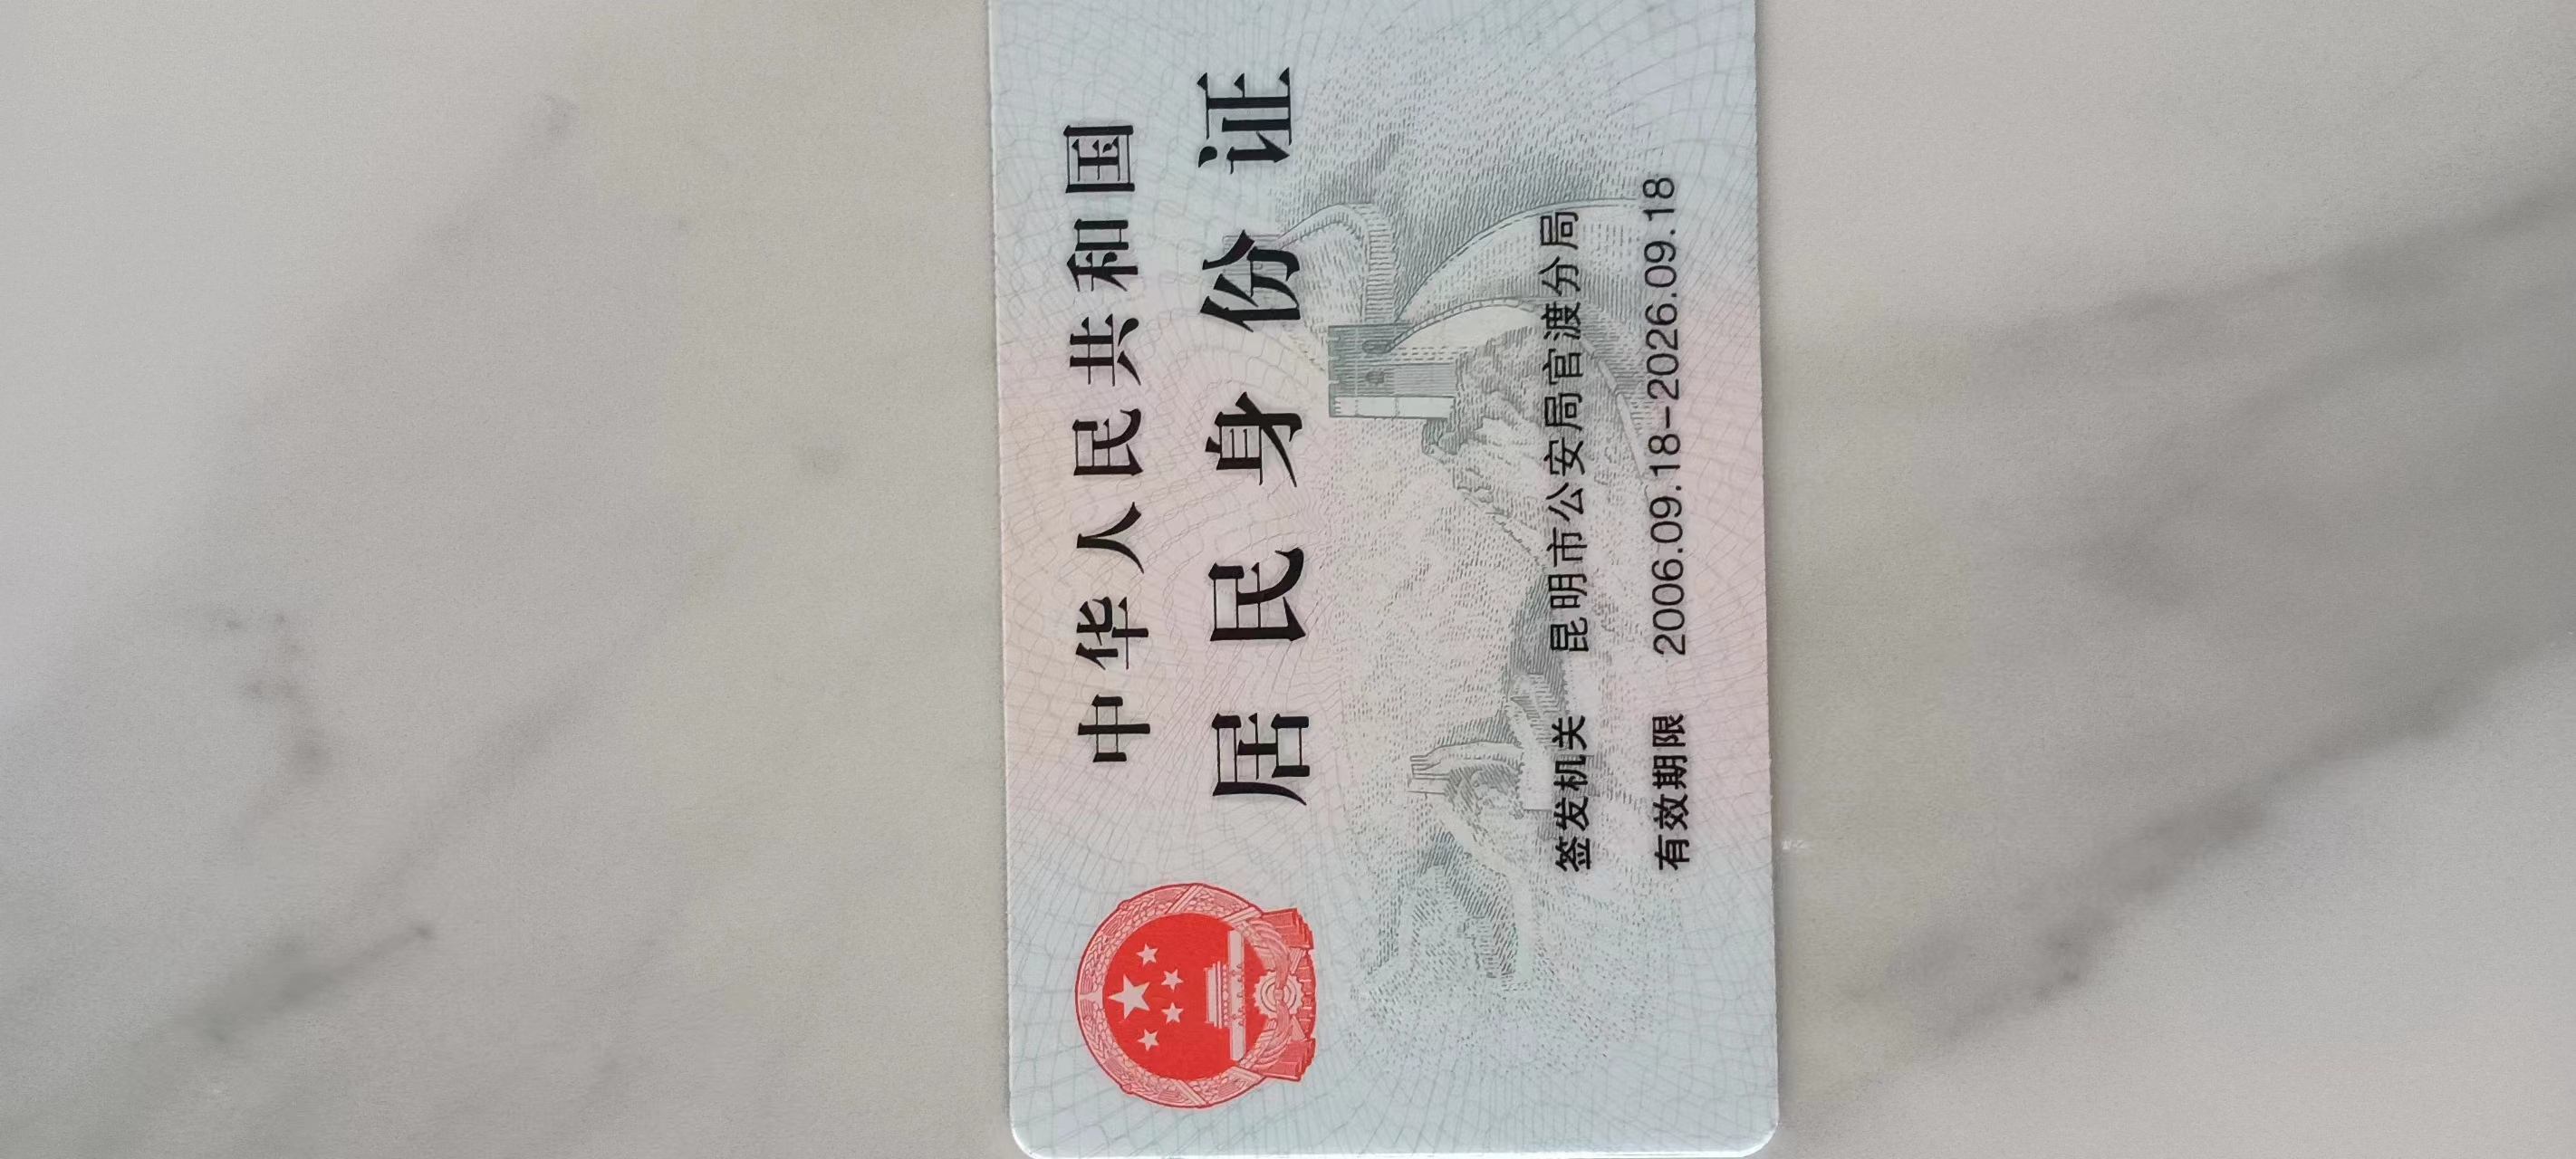 中华人民共和国
居民身份证
签发机关 昆明市公安局官渡分局
有效期限 2006.09.18-2026.09.18